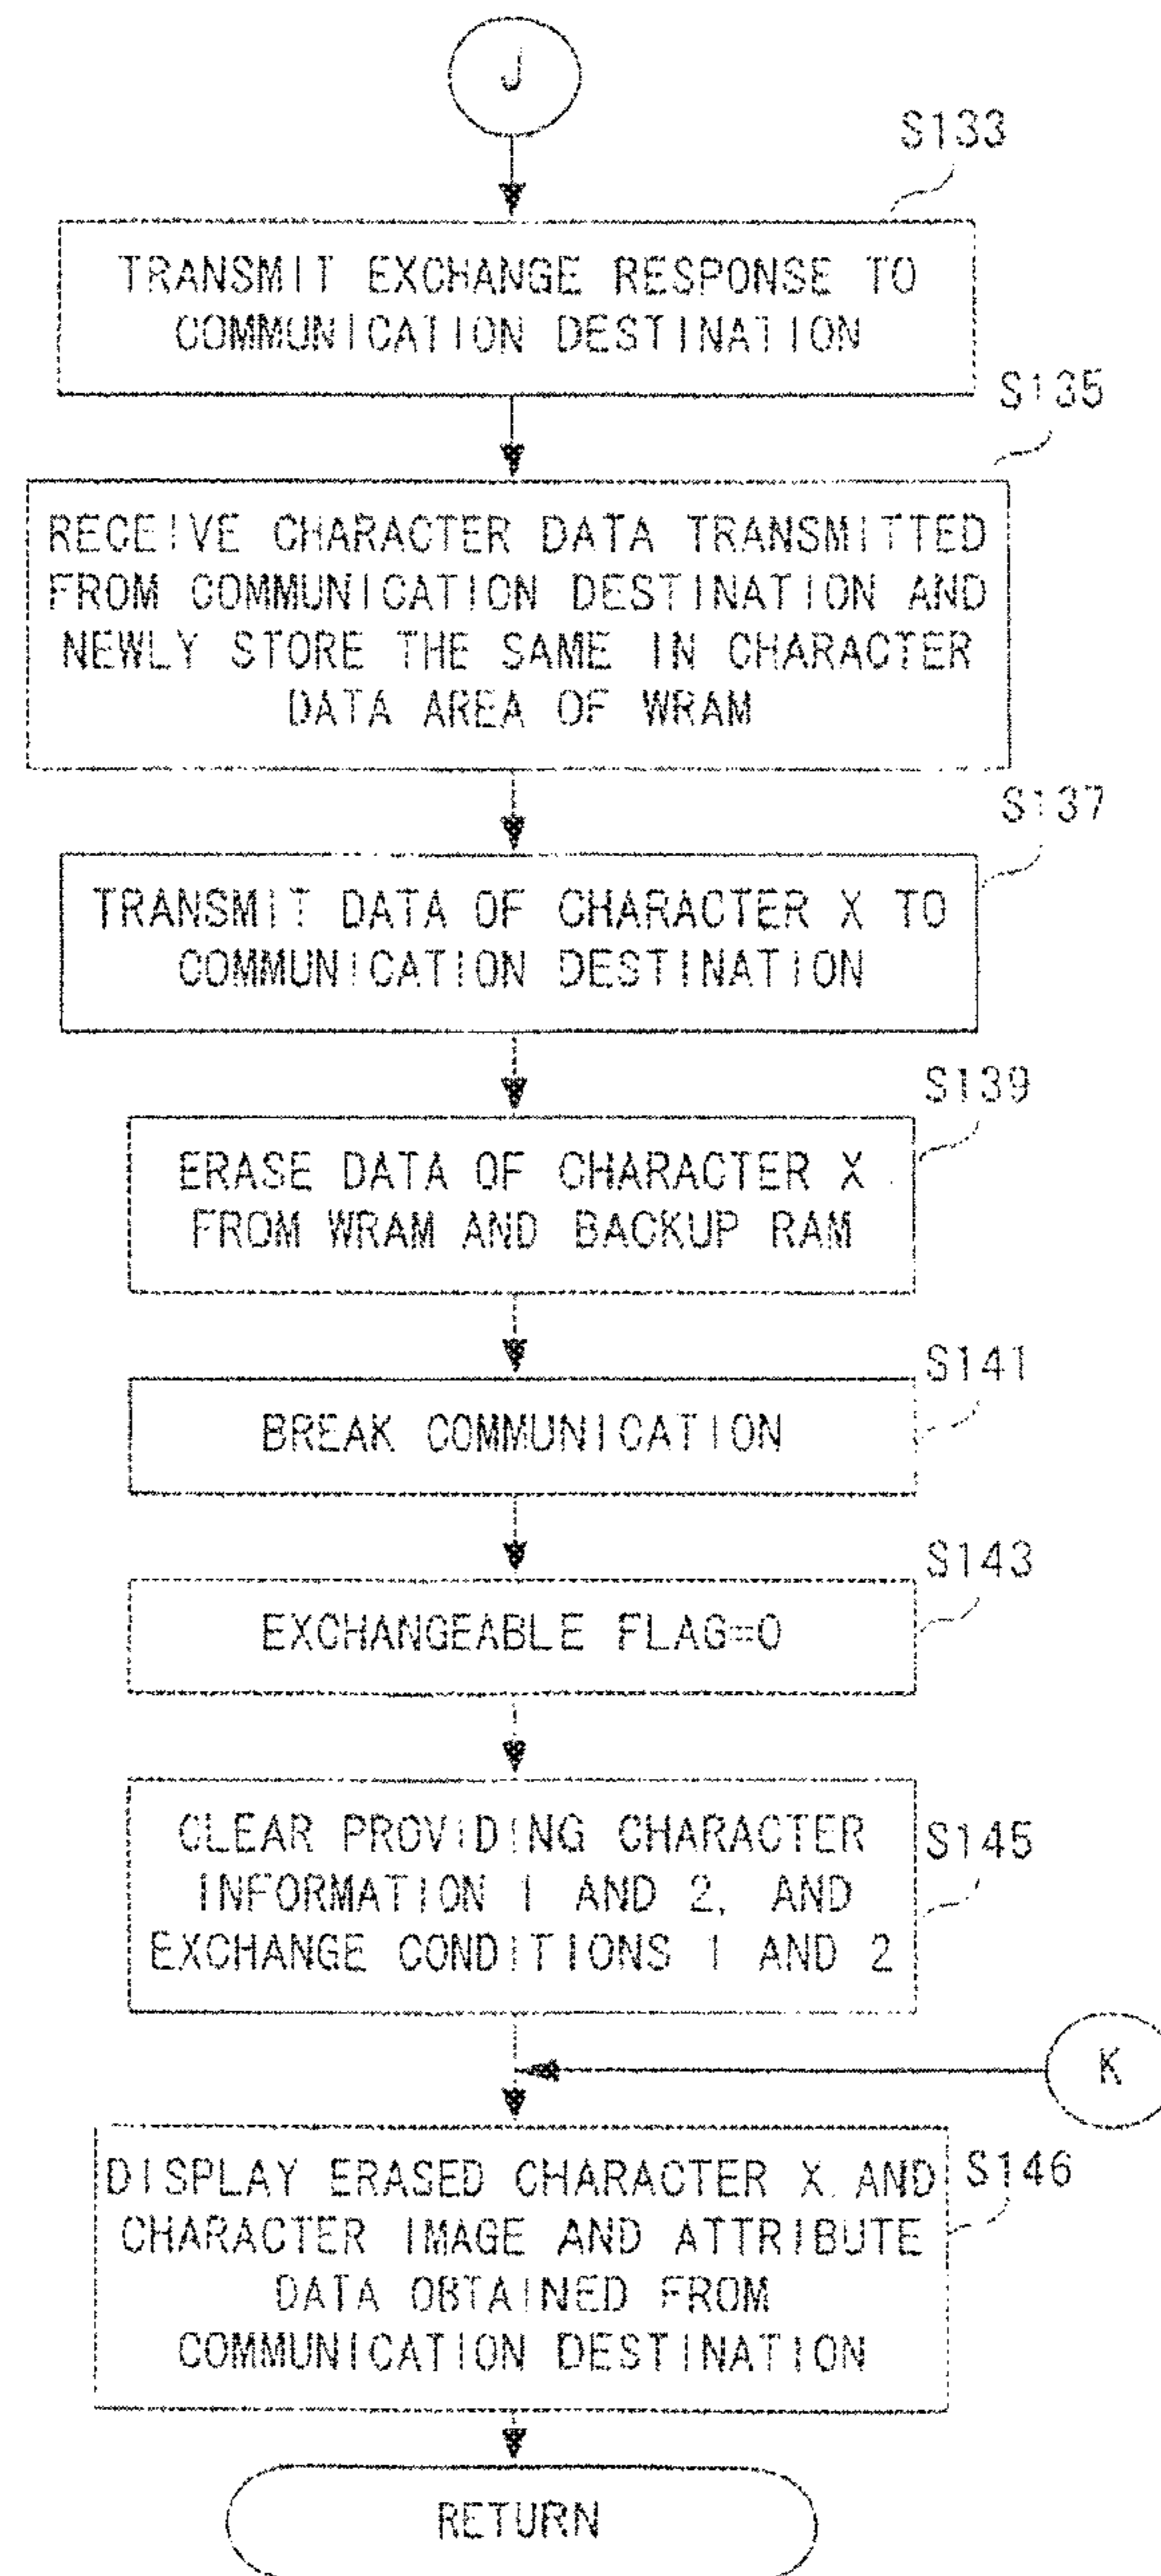 J
S133
TRANSMIT EXCHANGE RESPONSE TO
COMMUNICATION DESTINATION
S135
RECEIVE CHARACTER DATA TRANSMITTED
FROM COMMUNICATION DESTINATION AND
NEWLY STORE THE SAME IN CHARACTER
DATA AREA OF WRAM
S137
TRANSMIT DATA OF CHARACTER X TO
COMMUNICATION DESTINATION
S139
ERASE DATA OF CHARACTER X
FROM WRAM AND BACKUP RAM
S141
BREAK COMMUNICATION
S143
EXCHANGEABLE FLAG=0
CLEAR PROVIDING CHARACTER
S145
INFORMATION 1 AND 2, AND
EXCHANGE CONDITIONS 1 AND 2
K
DISPLAY ERASED CHARACTER X AND
S146
CHARACTER IMAGE AND ATTRIBUTE
DATA OBTAINED FROM
COMMUNICATION DESTINATION
RETURN